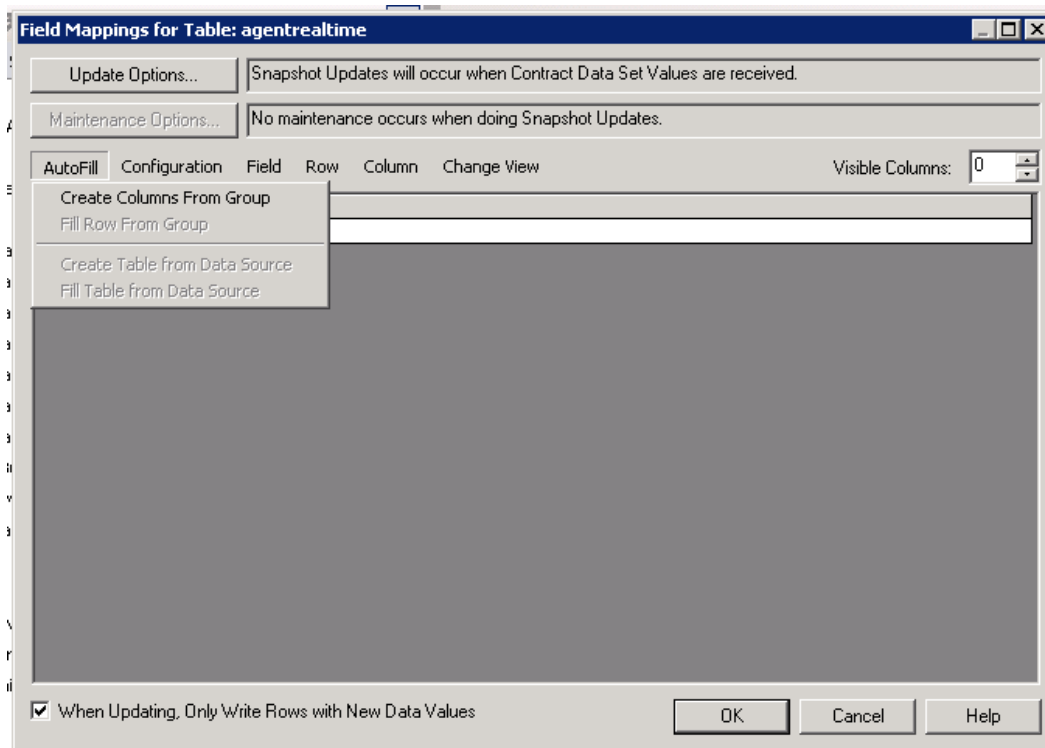 Field Mappings for Table: agentrealtime
Update Options...
Snapshot Updates will occur when Contract Data Set Values are received.
Maintenance Options...
No maintenance occurs when doing Snapshot Updates.
AutoFill Configuration Field Row Column Change View Visible Columns: 0
Create Columns From Group
Fill Row From Group
Create Table from Data Source
Fill Table from Data Source
When Updating, Only Write Rows with New Data Values
OK Cancel Help